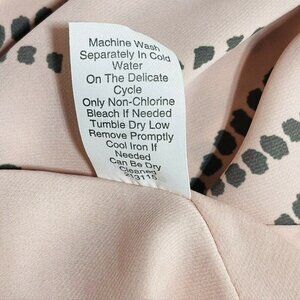 Machine Wash
Separately In Cold
Water
On The Delicate
Cycle
Only Non-Chlorine
Bleach If Needed
Tumble Dry Low
Remove Promptly
Cool Iron If
Needed
Can Be Dry
Cleaned
213115